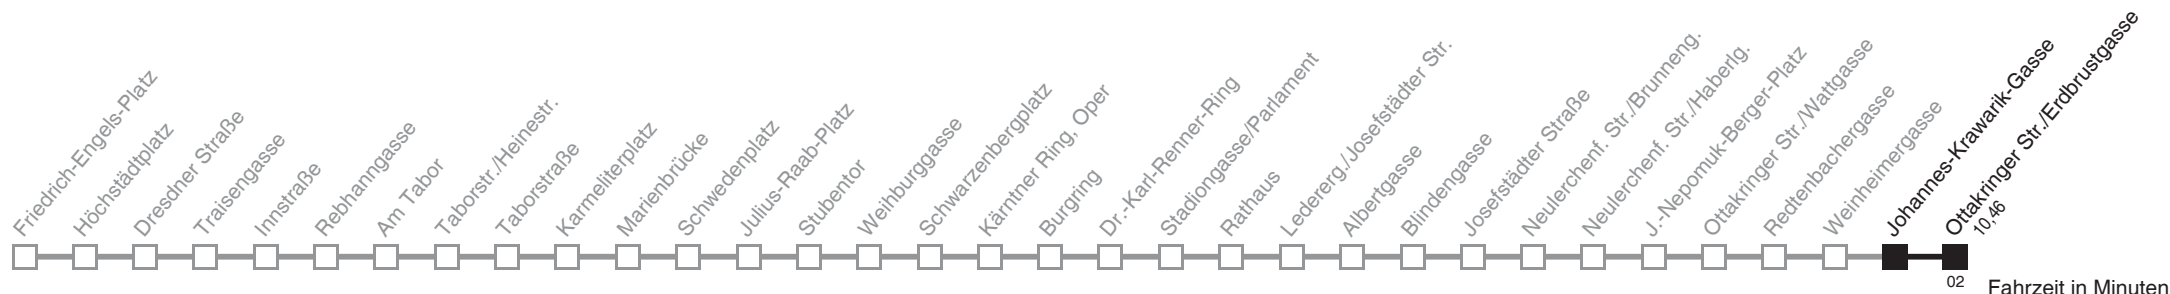 Friedrich-Engels-Platz
Höchstädtplatz
Dresdner Straße
Traisengasse
Innstraße
Rebhanngasse
Am Tabor
Taborstr./Heinestr.
Taborstraße
Karmeliterplatz
Marienbrücke
Schwedenplatz
Julius-Raab-Platz
Stubentor
Weihburggasse
Schwarzenbergplatz
Kärntner Ring, Oper
Burgring
Dr.-Karl-Renner-Ring
Stadiongasse/Parlament
Rathaus
Ledererg./Josefstädter Str.
Albertgasse
Blindengasse
Josefstädter Straße
Neulerchenf. Str./Brunneng.
Neulerchenf. Str./Haberlg.
J.-Nepomuk-Berger-Platz
Ottakringer Str./Wattgasse
Redtenbachergasse
Weinheimergasse
Johannes-Krawarik-Gasse
Ottakringer Str./Erdbrustgasse
10,46
02
Fahrzeit in Minuten